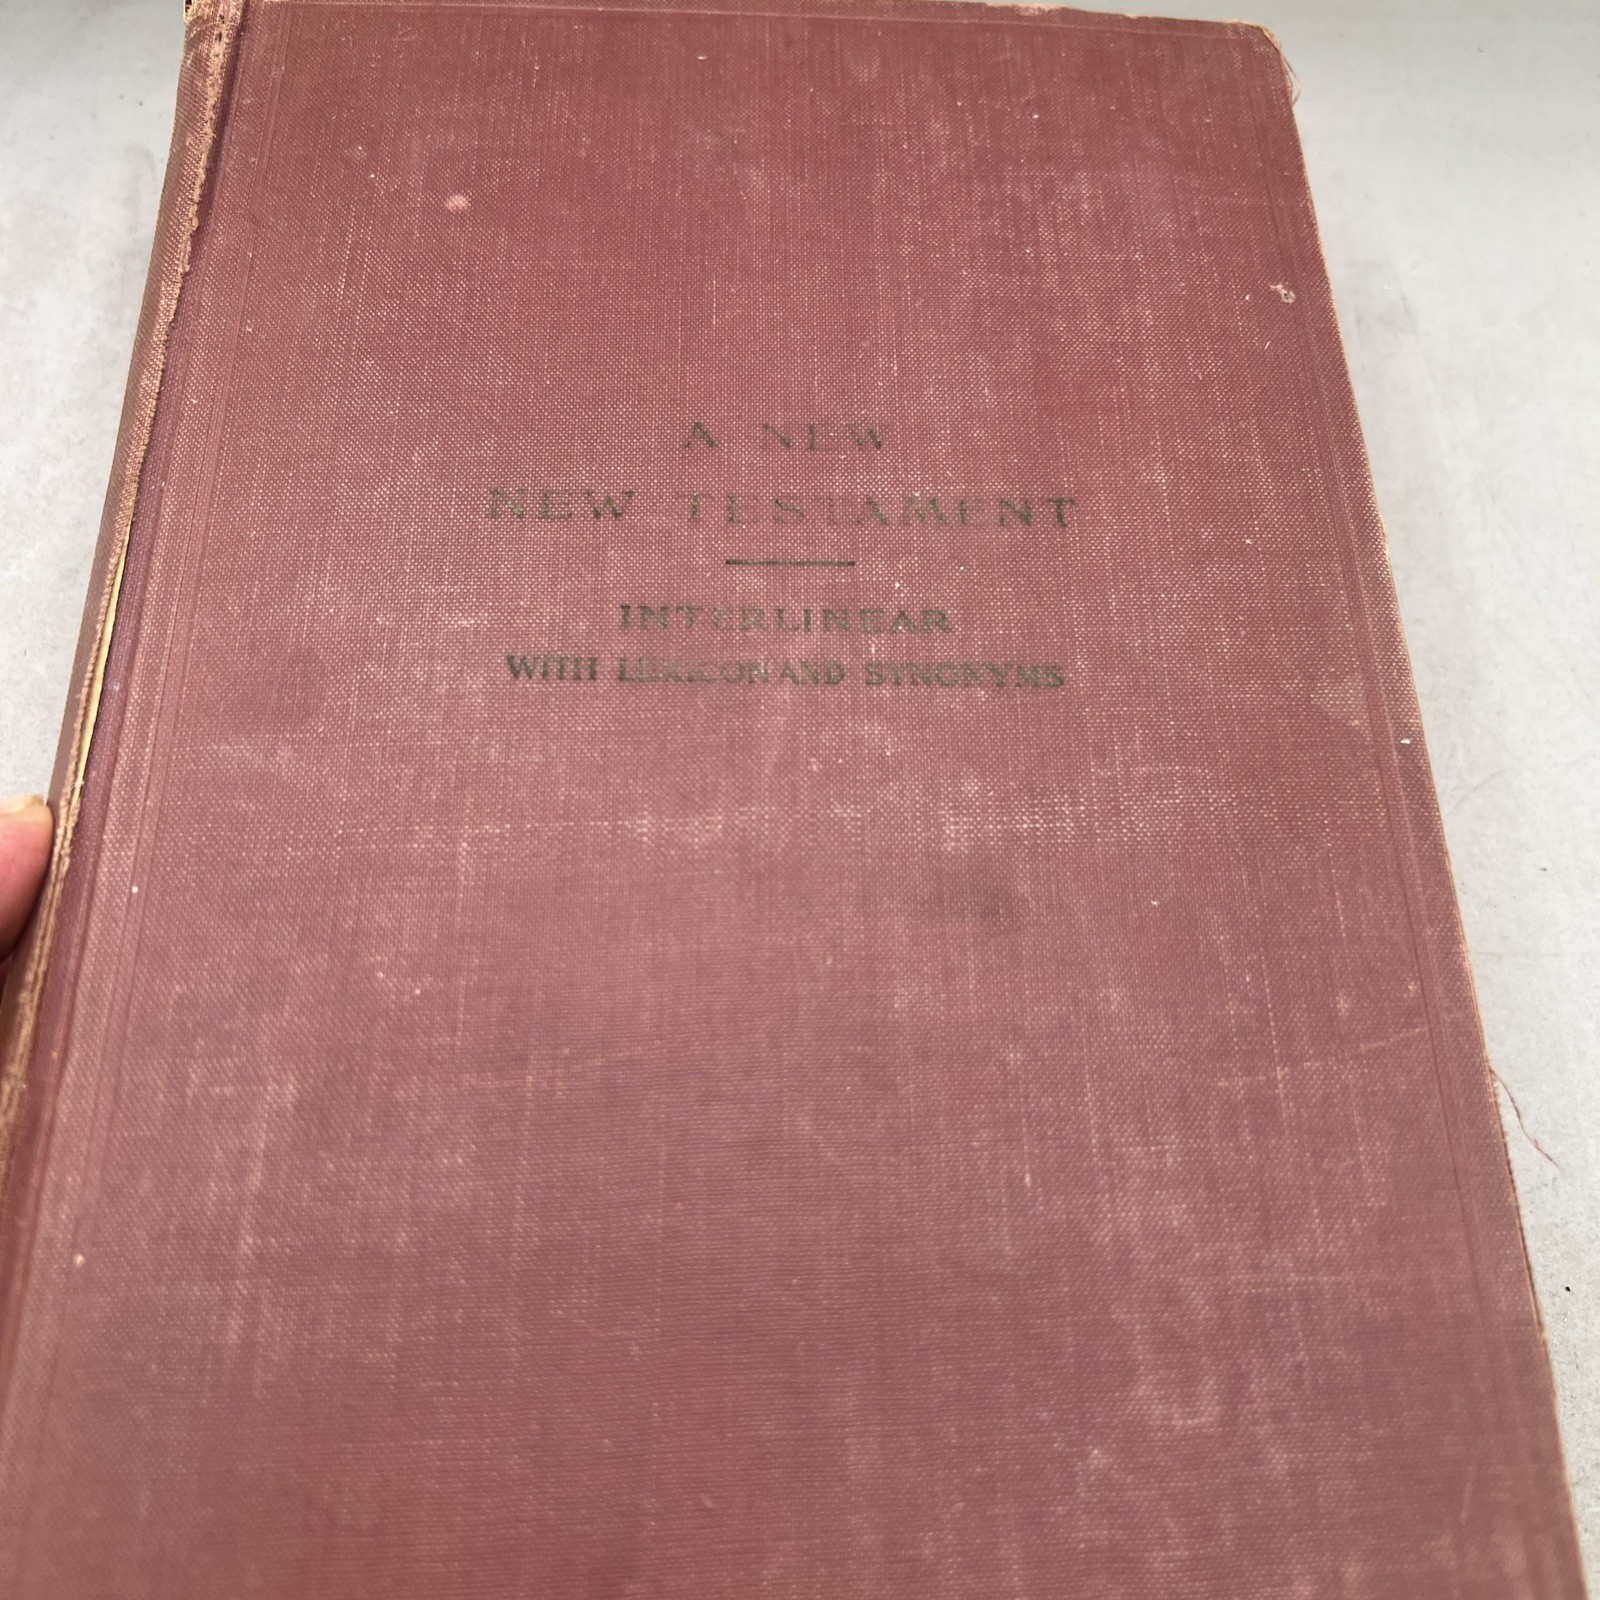 A NEW
NEW TESTAMENT
INTERLINEAR
WITH LEXICON AND SYNONYMS